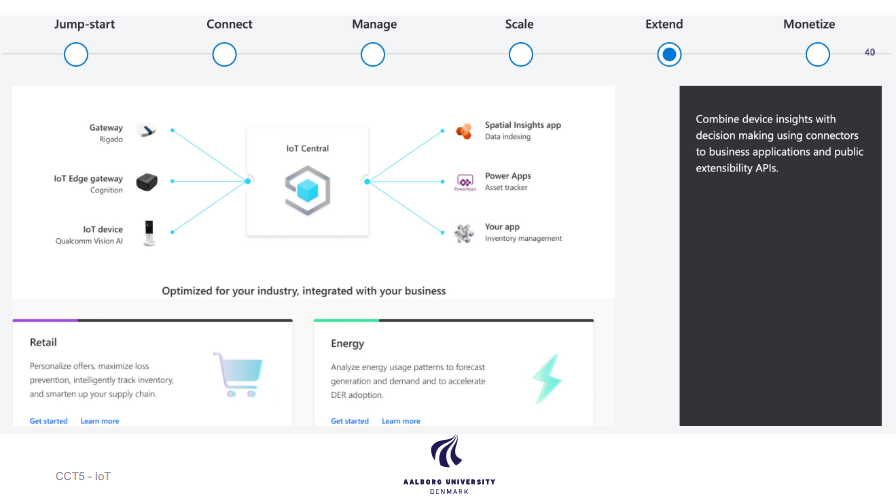 Jump-start Connect Manage Scale Extend Monetize
40
Gateway
Rigado
IoT Edge gateway
Cognition
IoT device
Qualcomm Vision AI
IoT Central
Spatial Insights app
Data indexing
PowerApps
Power Apps
Asset tracker
Your app
Inventory management
Optimized for your industry, integrated with your business
Retail
Personalize offers, maximize loss
prevention, intelligently track inventory,
and smarten up your supply chain.
Get started Learn more
Energy
Analyze energy usage patterns to forecast
generation and demand and to accelerate
DER adoption.
Get started Learn more
Combine device insights with
decision making using connectors
to business applications and public
extensibility APIs.
CCT5 - IoT
AALBORG UNIVERSITY
DENMARK